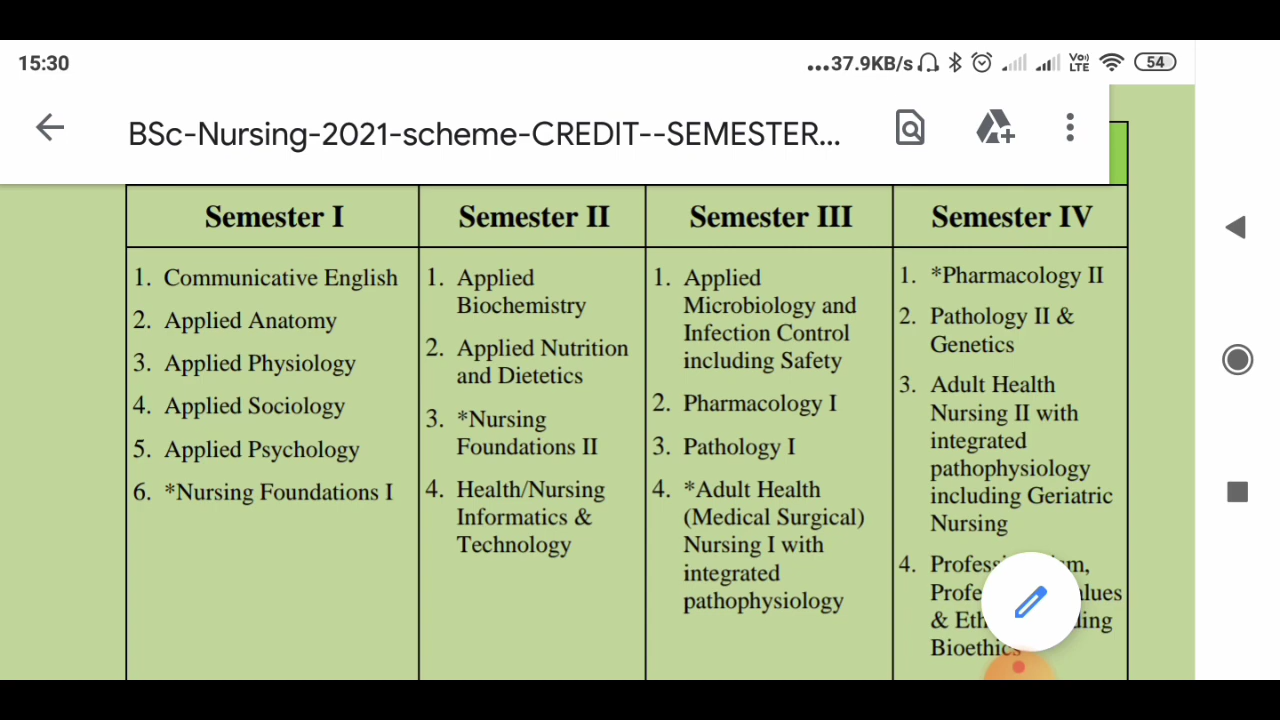 15:30
...37.9KB/s
Vo))
LTE
54
BSc-Nursing-2021-scheme-CREDIT--SEMESTER...
Semester I
1. Communicative English
2. Applied Anatomy
3. Applied Physiology
4. Applied Sociology
5. Applied Psychology
6. *Nursing Foundations I
Semester II
1. Applied
Biochemistry
2. Applied Nutrition
and Dietetics
3. *Nursing
Foundations II
4. Health/Nursing
Informatics &
Technology
Semester III
1. Applied
Microbiology and
Infection Control
including Safety
2. Pharmacology I
3. Pathology I
4. *Adult Health
(Medical Surgical)
Nursing I with
integrated
pathophysiology
Semester IV
1. *Pharmacology II
2. Pathology II &
Genetics
3. Adult Health
Nursing II with
integrated
pathophysiology
including Geriatric
Nursing
4.
&
Bioethics